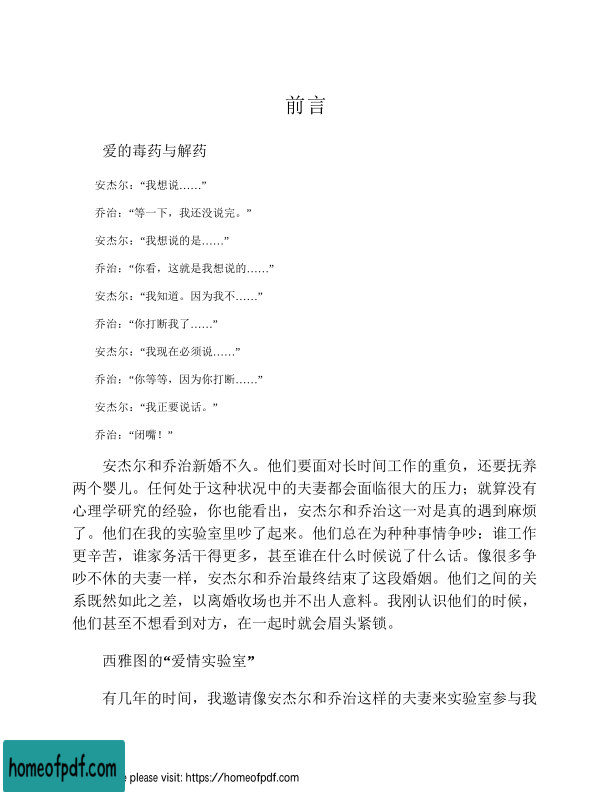 前言
爱的毒药与解药
安杰尔：“我想说……”
乔治：“等一下，我还没说完。”
安杰尔：“我想说的是……”
乔治：“你看，这就是我想说的……”
安杰尔：“我知道。因为我不……”
乔治：“你打断我了……”
安杰尔：“我现在必须说……”
乔治：“你等等，因为你打断……”
安杰尔：“我正要说话。”
乔治：“闭嘴！”
安杰尔和乔治新婚不久。他们要面对长时间工作的重负，还要抚养
两个婴儿。任何处于这种状况中的夫妻都会面临很大的压力；就算没有
心理学研究的经验，你也能看出，安杰尔和乔治这一对是真的遇到麻烦
了。他们在我的实验室里吵了起来。他们总在为种种事情争吵：谁工作
更辛苦，谁家务活干得更多，甚至谁在什么时候说了什么话。像很多争
吵不休的夫妻一样，安杰尔和乔治最终结束了这段婚姻。他们之间的关
系既然如此之差，以离婚收场也并不出人意料。我刚认识他们的时候，
他们甚至不想看到对方，在一起时就会眉头紧锁。
西雅图的“爱情实验室”
有几年的时间，我邀请像安杰尔和乔治这样的夫妻来实验室参与我
homeofpdf.com
please visit: https://homeofpdf.com